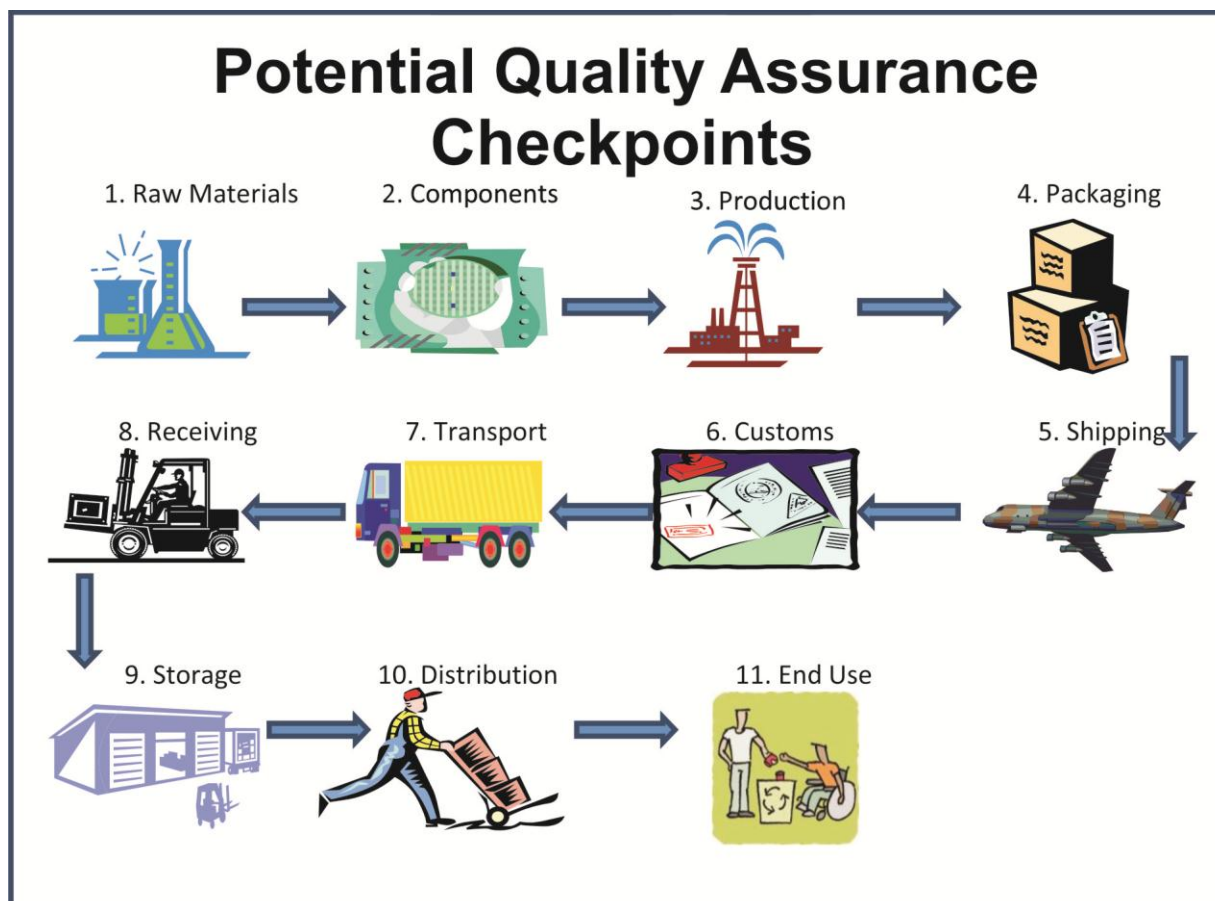 Potential Quality Assurance
Checkpoints
1. Raw Materials
2. Components
3. Production
4. Packaging
5. Shipping
6. Customs
7. Transport
8. Receiving
9. Storage
10. Distribution
11. End Use